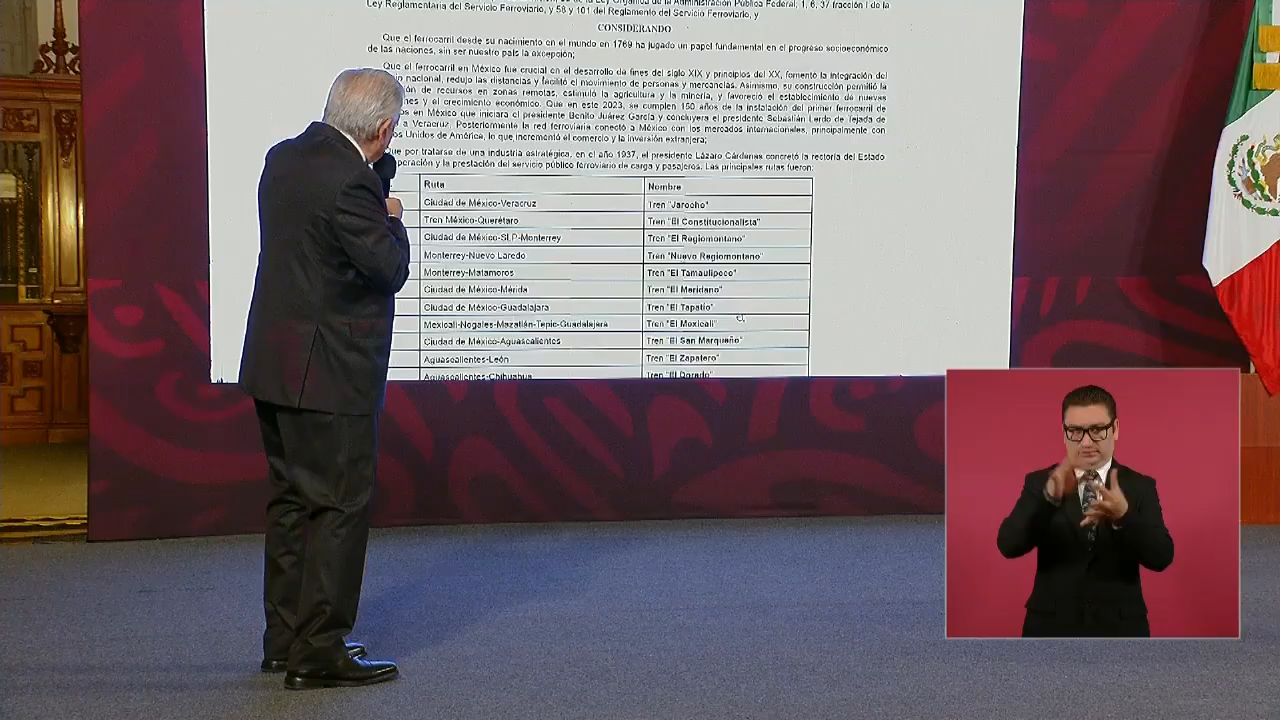 Ley Reglamentaria del Servicio Ferroviario, y 58 y 101 del Reglamento del Servicio Ferroviario, y
CONSIDERANDO
Que el ferrocarril desde su nacimiento en el mundo en 1769 ha jugado un papel fundamental en el progreso socioeconómico
de las naciones, sin ser nuestro país la excepción;
Que el ferrocarril en México fue crucial en el desarrollo de fines del siglo XIX y principios del XX, fomentó la integración del
nacional, redujo las distancias y facilitó el movimiento de personas y mercancías. Asimismo, su construcción permitió la
de recursos en zonas remotas, estimuló la agricultura y la minería, y favoreció el establecimiento de nuevas
y el crecimiento económico. Que en este 2023, se cumplen 150 años de la instalación del primer ferrocarril de
en México que iniciara el presidente Benito Juárez García y concluyera el presidente Sebastián Lerdo de Tejada de
a Veracruz. Posteriormente la red ferroviaria conectó a México con los mercados internacionales, principalmente con
Unidos de América, lo que incrementó el comercio y la inversión extranjera;
que por tratarse de una industria estratégica, en el año 1937, el presidente Lázaro Cárdenas concretó la rectoría del Estado
operación y la prestación del servicio público ferroviario de carga y pasajeros. Las principales rutas fueron:
Ruta Nombre
Ciudad de México-Veracruz Tren "Jarocho"
Tren México-Querétaro Tren "El Constitucionalista"
Ciudad de México-SLP-Monterrey Tren "El Regiomontano"
Monterrey-Nuevo Laredo Tren "Nuevo Regiomontano"
Monterrey-Matamoros Tren "El Tamaulipeco"
Ciudad de México-Mérida Tren "El Meridano"
Ciudad de México-Guadalajara Tren "El Tapatío"
Mexicali-Nogales-Mazatlán-Tepic-Guadalajara Tren "El Mexicali"
Ciudad de México-Aguascalientes Tren "El San Marqueño"
Aguascalientes-León Tren "El Zapatero"
Aguascalientes-Chihuahua Tren "El Dorado"